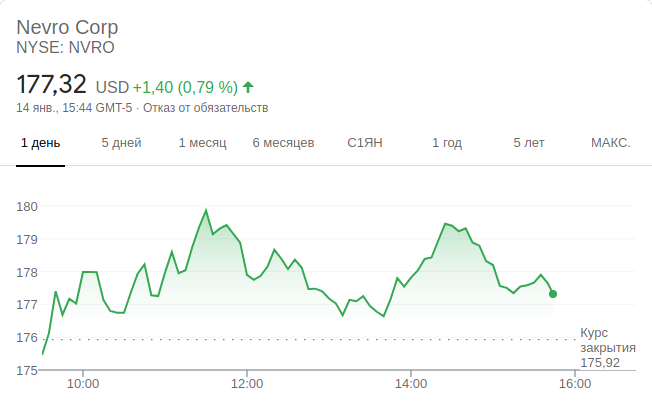 Nevro Corp
NYSE: NVRO
177,32 USD +1,40 (0,79 %)
14 янв., 15:44 GMT-5 · Отказ от обязательств
1 день 5 дней 1 месяц 6 месяцев С1ЯН 1 год 5 лет МАКС.
180
179
178
177
176
175
Курс
закрытия
175,92
10:00 12:00 14:00 16:00